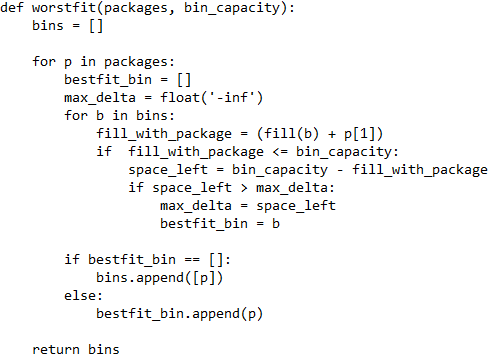 def worstfit(packages, bin_capacity):
    bins = []

    for p in packages:
        bestfit_bin = []
        max_delta = float('-inf')
        for b in bins:
            fill_with_package = (fill(b) + p[1])
            if  fill_with_package <= bin_capacity:
                space_left = bin_capacity - fill_with_package
                if space_left > max_delta:
                    max_delta = space_left
                    bestfit_bin = b

        if bestfit_bin == []:
            bins.append([p])
        else:
            bestfit_bin.append(p)

    return bins